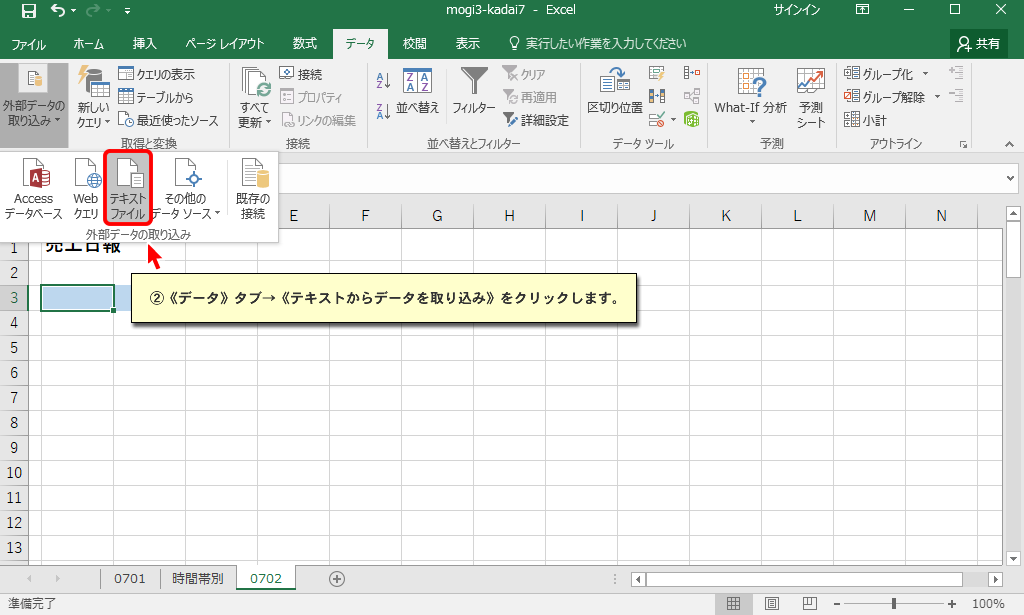 mogi3-kadai7 - Excel
サインイン
ファイル
ホーム
挿入
ページ レイアウト
数式
データ
校閲
表示
実行したい作業を入力してください
共有
外部データの
取り込み
新しい
クエリ
クエリの表示
テーブルから
最近使ったソース
取得と変換
すべて
更新
接続
プロパティ
リンクの編集
接続
並べ替え
フィルター
クリア
再適用
詳細設定
並べ替えとフィルター
区切り位置
データ ツール
What-If 分析
予測
シート
予測
グループ化
グループ解除
小計
アウトライン
Access
データベース
Web
クエリ
テキスト
ファイル
その他の
データ ソース
既存の
接続
外部データの取り込み
E F G H I J K L M N
1 売上日報
2
3
②《データ》タブ→《テキストからデータを取り込み》をクリックします。
4
5
6
7
8
9
10
11
12
13
0701 時間帯別 0702
準備完了
100%